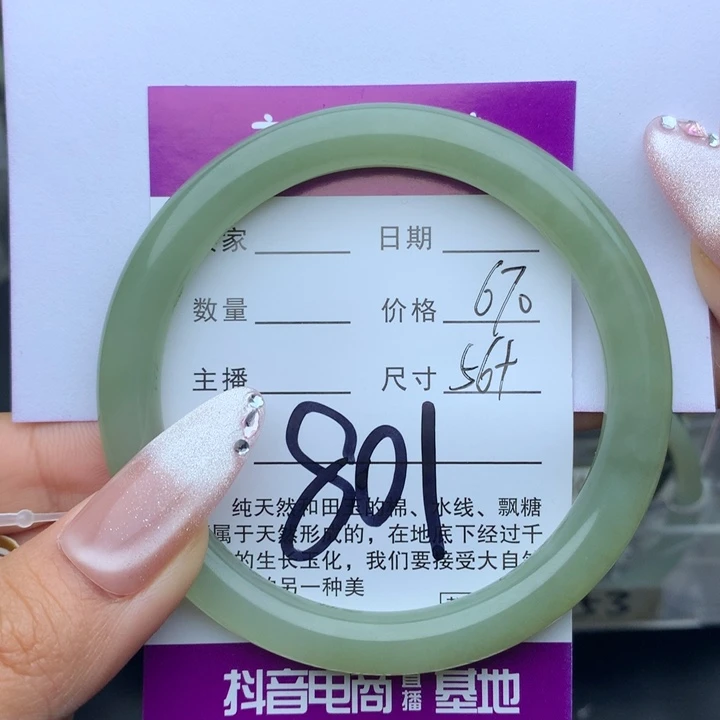 家 日期
数量 价格 670
主播 尺寸 56+
801
纯天然和田玉的棉、水线、飘糖
属于天然形成的，在地底下经过千
的生长玉化，我们要接受大自
的另一种美
抖音电商直播基地